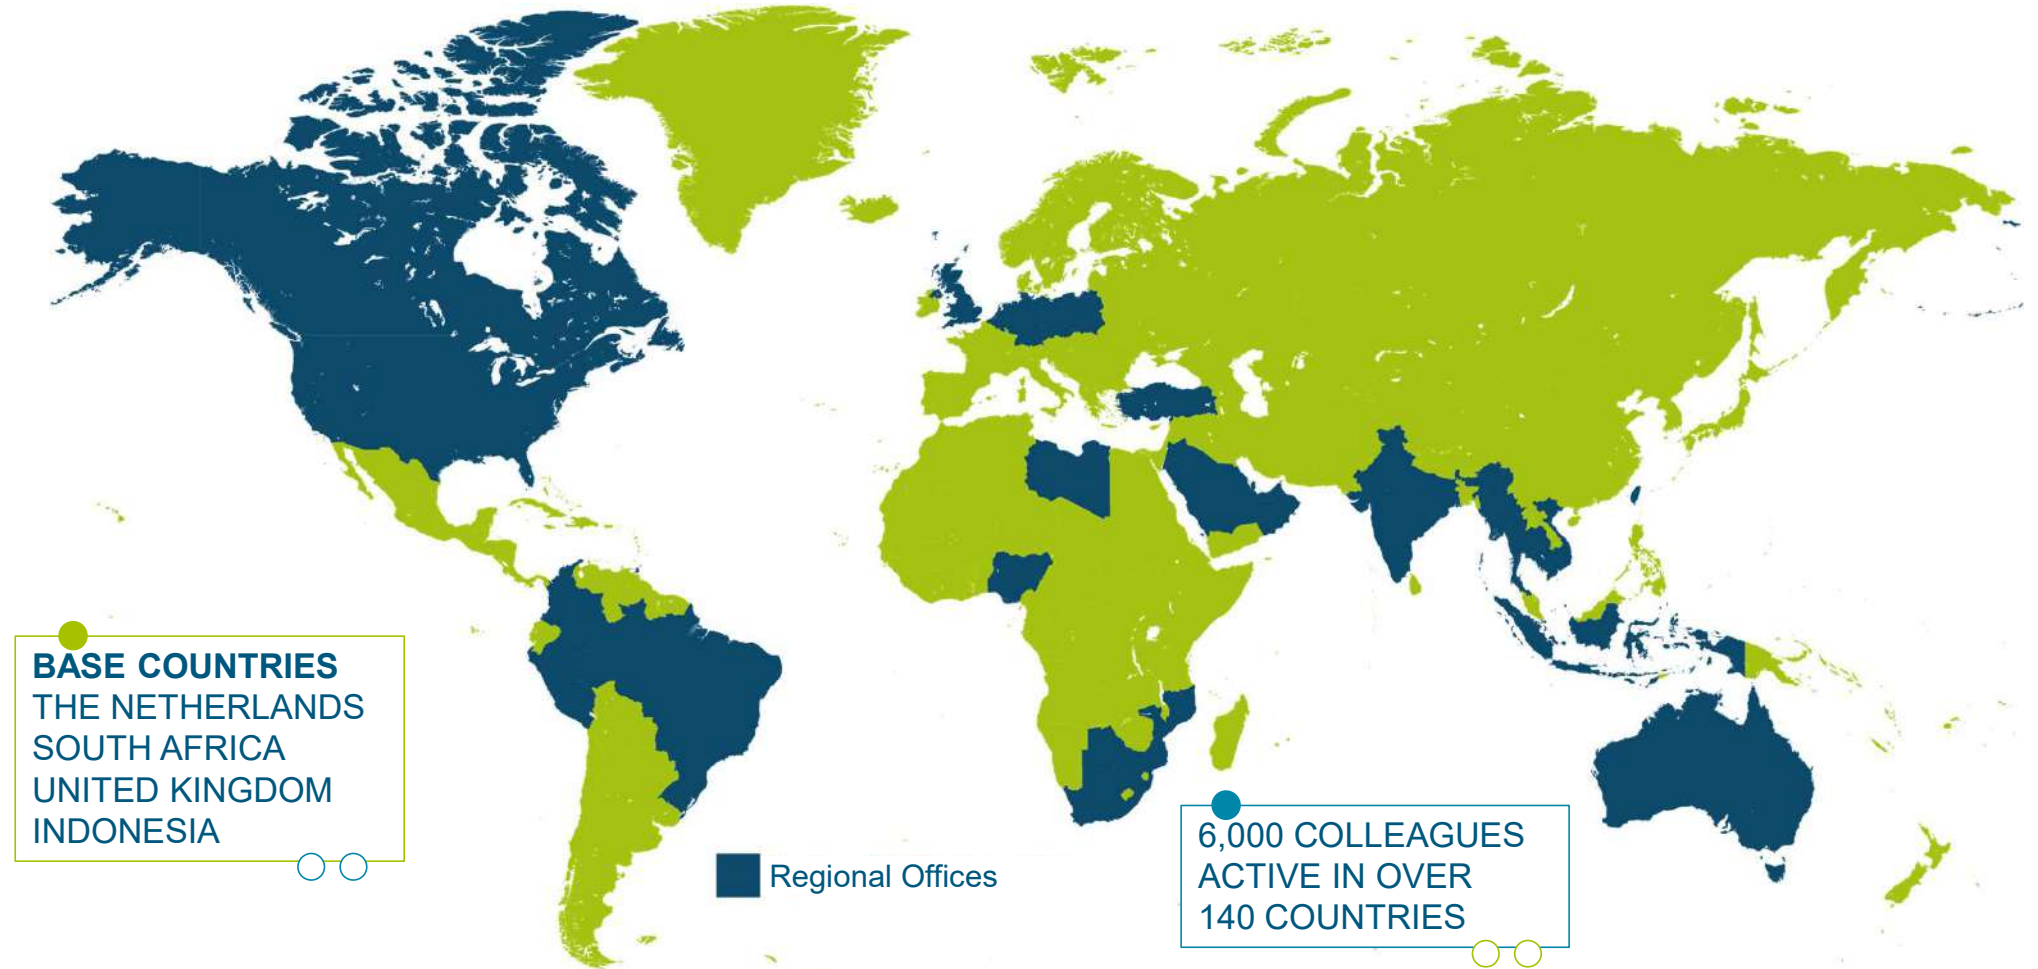 BASE COUNTRIES
THE NETHERLANDS
SOUTH AFRICA
UNITED KINGDOM
INDONESIA
Regional Offices
6,000 COLLEAGUES
ACTIVE IN OVER
140 COUNTRIES